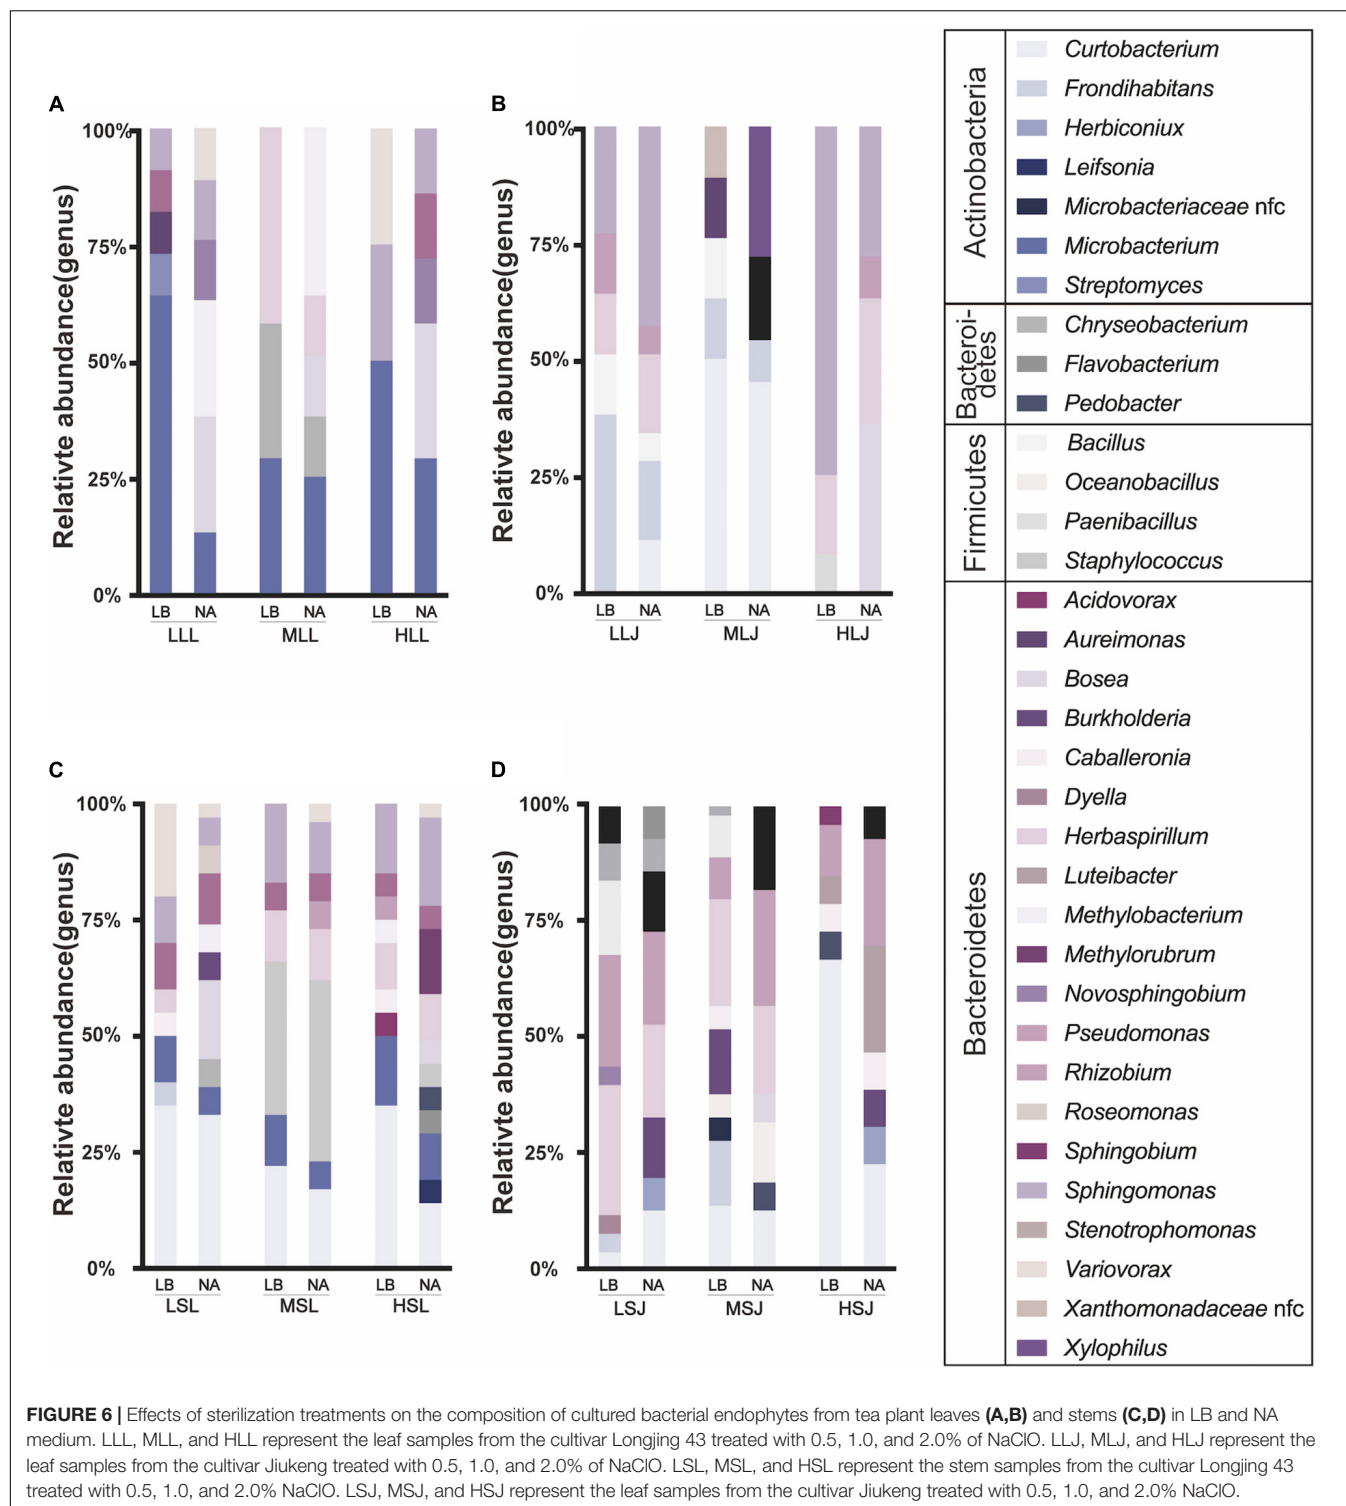 A
Relativte abundance(genus)
100%
75%
50%
25%
0%
LB NA LB NA LB NA
LLL MLL HLL
B
Relativte abundance(genus)
100%
75%
50%
25%
0%
LB NA LB NA LB NA
LLJ MLJ HLJ
C
Relativte abundance(genus)
100%
75%
50%
25%
0%
LB NA LB NA LB NA
LSL MSL HSL
D
Relativte abundance(genus)
100%
75%
50%
25%
0%
LB NA LB NA LB NA
LSJ MSJ HSJ
Actinobacteria
Curtobacterium
Frondihabitans
Herbiconiux
Leifsonia
Microbacteriaceae nfc
Microbacterium
Streptomyces
Bacteroi-
detes
Chryseobacterium
Flavobacterium
Pedobacter
Firmicutes
Bacillus
Oceanobacillus
Paenibacillus
Staphylococcus
Bacteroidetes
Acidovorax
Aureimonas
Bosea
Burkholderia
Caballeronia
Dyella
Herbaspirillum
Luteibacter
Methylobacterium
Methylorubrum
Novosphingobium
Pseudomonas
Rhizobium
Roseomonas
Sphingobium
Sphingomonas
Stenotrophomonas
Variovorax
Xanthomonadaceae nfc
Xylophilus
FIGURE 6 | Effects of sterilization treatments on the composition of cultured bacterial endophytes from tea plant leaves (A,B) and stems (C,D) in LB and NA
medium. LLL, MLL, and HLL represent the leaf samples from the cultivar Longjing 43 treated with 0.5, 1.0, and 2.0% of NaClO. LLJ, MLJ, and HLJ represent the
leaf samples from the cultivar Jiukeng treated with 0.5, 1.0, and 2.0% of NaClO. LSL, MSL, and HSL represent the stem samples from the cultivar Longjing 43
treated with 0.5, 1.0, and 2.0% NaClO. LSJ, MSJ, and HSJ represent the leaf samples from the cultivar Jiukeng treated with 0.5, 1.0, and 2.0% NaClO.